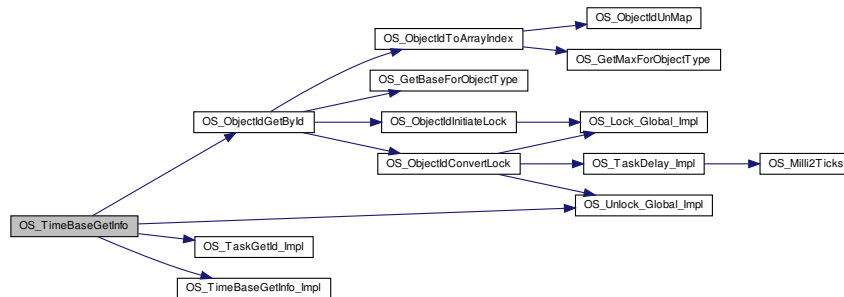 OS_ObjectIdUnMap
OS_ObjectIdToArrayIndex
OS_GetMaxForObjectType
OS_GetBaseForObjectType
OS_ObjectIdGetById
OS_ObjectIdInitiateLock
OS_Lock_Global_Impl
OS_ObjectIdConvertLock
OS_TaskDelay_Impl
OS_Milli2Ticks
OS_Unlock_Global_Impl
OS_TimeBaseGetInfo
OS_TaskGetId_Impl
OS_TimeBaseGetInfo_Impl